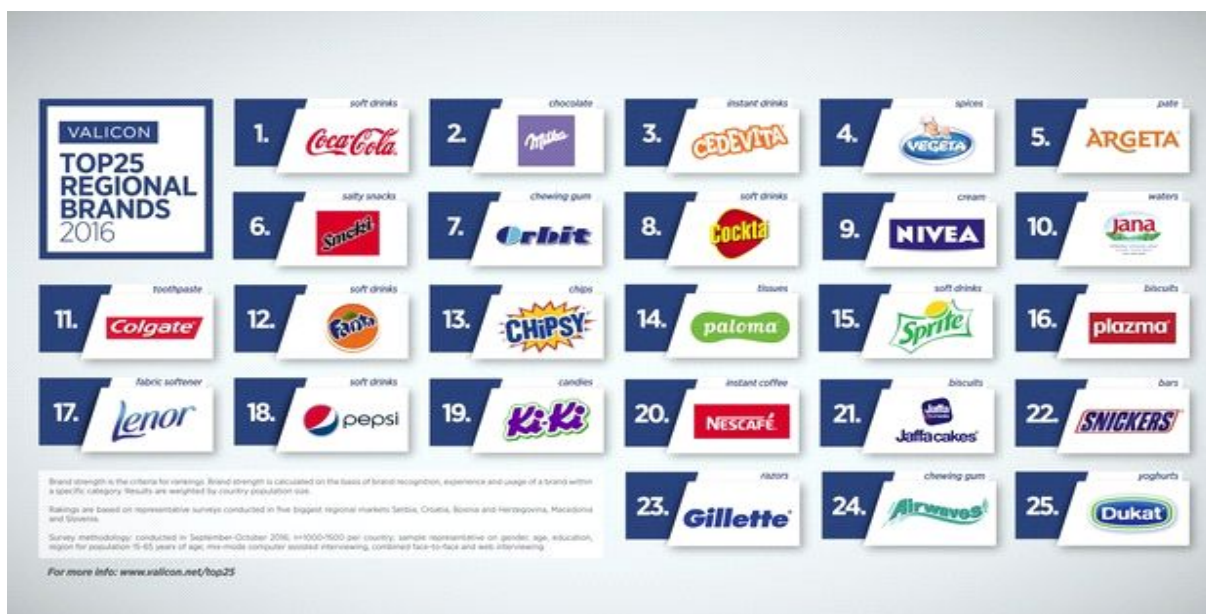 VALICON
TOP25
REGIONAL
BRANDS
2016
soft drinks
1. Coca-Cola
chocolate
2. Milka
instant drinks
3. CEDEVITA
spices
4. VEGETA
pate
5. ARGETA
salty snacks
6. Smoki
chewing gum
7. Orbit
soft drinks
8. Cockta
cream
9. NIVEA
waters
10. jana
toothpaste
11. Colgate
soft drinks
12. Fanta
chips
13. CHiPSY
tissues
14. paloma
soft drinks
15. Sprite
biscuits
16. plazma
fabric softener
17. Lenor
soft drinks
18. pepsi
candies
19. Ki-Ki
instant coffee
20. NESCAFÉ
biscuits
21. Jaffa
Jaffa cakes
bars
22. SNICKERS
razors
23. Gillette
chewing gum
24. Airwaves
yoghurts
25. Dukat
Brand strength is the criteria for rankings. Brand strength is calculated on the basis of brand recognition, experience and usage of a brand within
a specific category. Results are weighted by country population size.
Rakings are based on representative surveys conducted in five biggest regional markets Serbia, Croatia, Bosnia and Herzegovina, Macedonia
and Slovenia.
Survey methodology: conducted in September-October 2016; n=1000-1500 per country; sample representative on gender, age, education,
region for population 15-65 years of age; mix-mode computer assisted interviewing, combined face-to-face and web interviewing.
For more info: www.valicon.net/top25